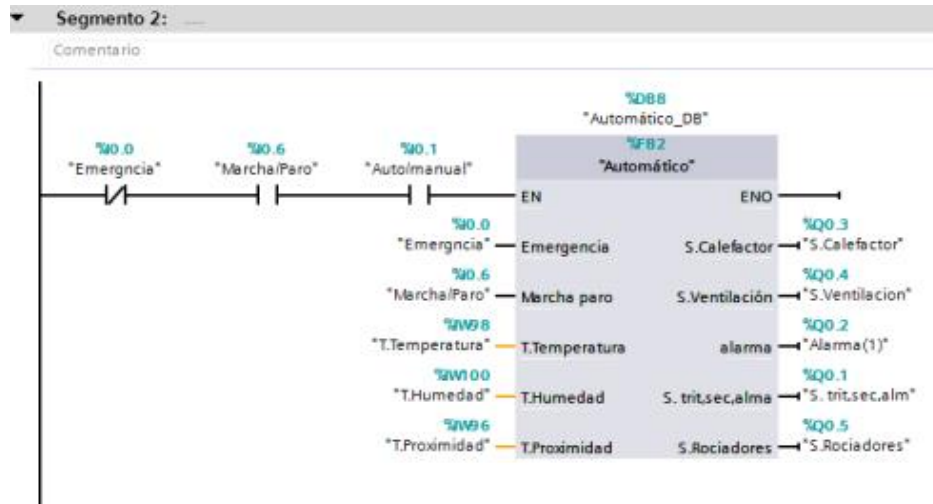 Segmento 2: .....
Comentario
%DB8
"Automático_DB"
%I0.0 %I0.6 %I0.1 %FB2
"Emergncia" "Marcha/Paro" "Auto/manual" "Automático"
EN ENO
%I0.0 %Q0.3
"Emergncia" Emergencia S.Calefactor "S.Calefactor"
%I0.6 %Q0.4
"Marcha/Paro" Marcha paro S.Ventilación "S.Ventilacion"
%IW98 %Q0.2
"T.Temperatura" T.Temperatura alarma "Alarma(1)"
%IW100 %Q0.1
"T.Humedad" T.Humedad S. trit,sec,alma "S. trit,sec,alm"
%IW96 %Q0.5
"T.Proximidad" T.Proximidad S.Rociadores "S.Rociadores"